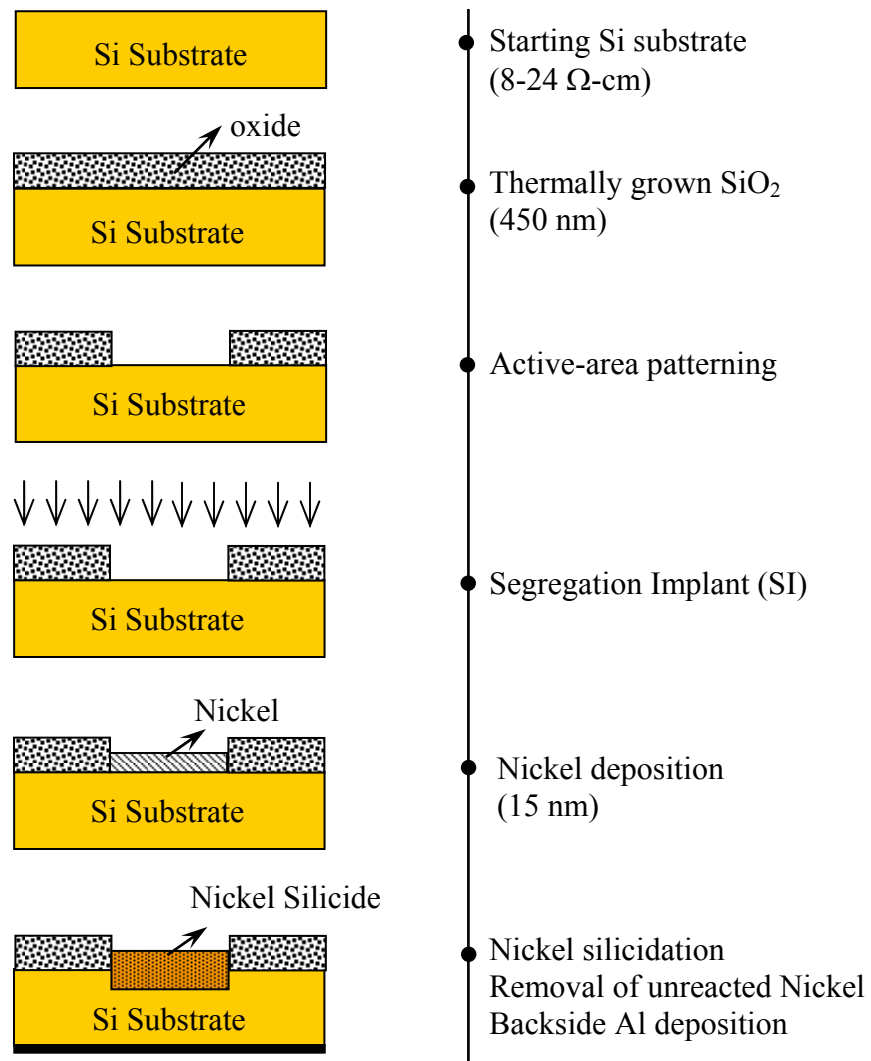 Si Substrate
Starting Si substrate
(8-24 Ω-cm)
oxide
Si Substrate
Thermally grown SiO₂
(450 nm)
Si Substrate
Active-area patterning
Si Substrate
Segregation Implant (SI)
Nickel
Si Substrate
Nickel deposition
(15 nm)
Nickel Silicide
Si Substrate
Nickel silicidation
Removal of unreacted Nickel
Backside Al deposition